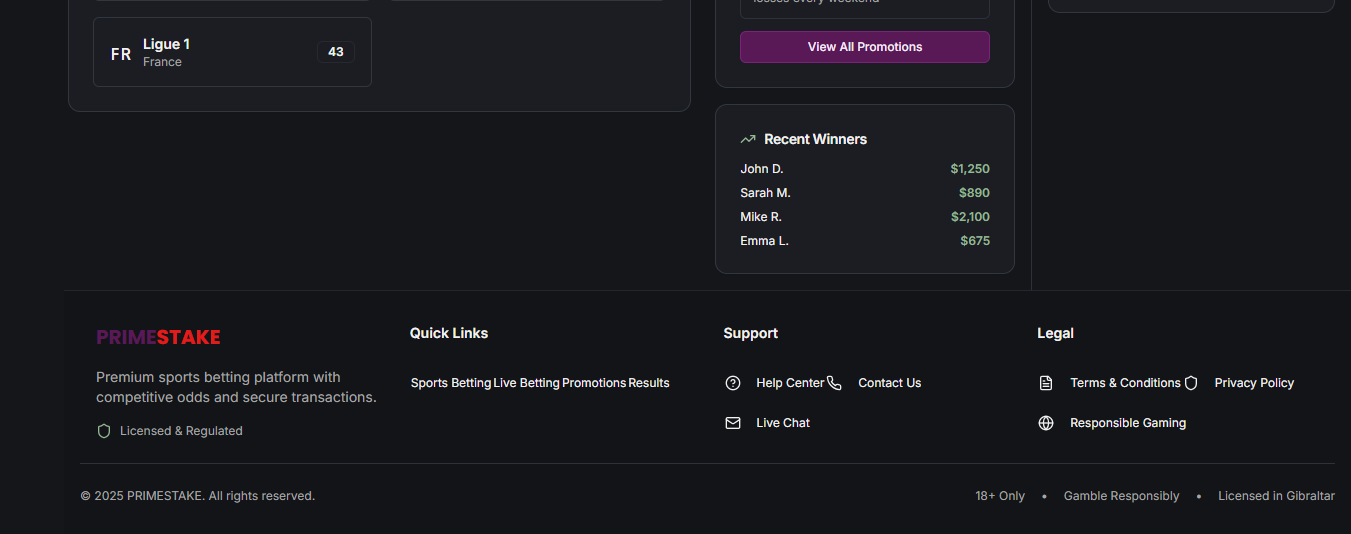 losses every weekend
FR
Ligue 1
43
France
View All Promotions
Recent Winners
John D. $1,250
Sarah M. $890
Mike R. $2,100
Emma L. $675
PRIMESTAKE
Premium sports betting platform with
competitive odds and secure transactions.
Licensed & Regulated
Quick Links
Sports Betting Live Betting Promotions Results
Support
Help Center Contact Us
Live Chat
Legal
Terms & Conditions Privacy Policy
Responsible Gaming
© 2025 PRIMESTAKE. All rights reserved.
18+ Only • Gamble Responsibly • Licensed in Gibraltar